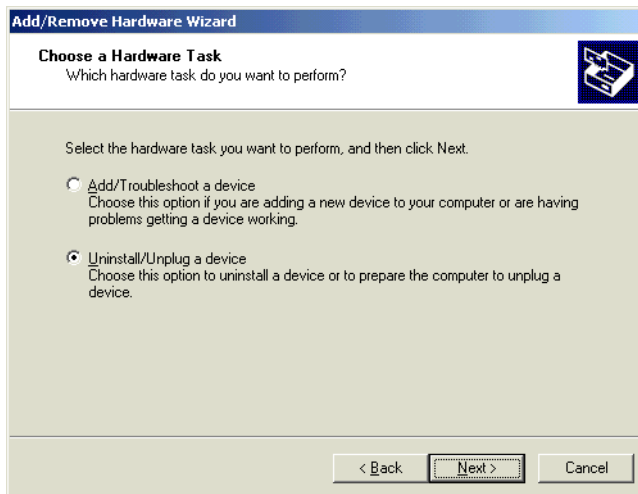 Add/Remove Hardware Wizard
Choose a Hardware Task
Which hardware task do you want to perform?
Select the hardware task you want to perform, and then click Next.
Add/Troubleshoot a device
Choose this option if you are adding a new device to your computer or are having
problems getting a device working.
Uninstall/Unplug a device
Choose this option to uninstall a device or to prepare the computer to unplug a
device.
< Back Next > Cancel